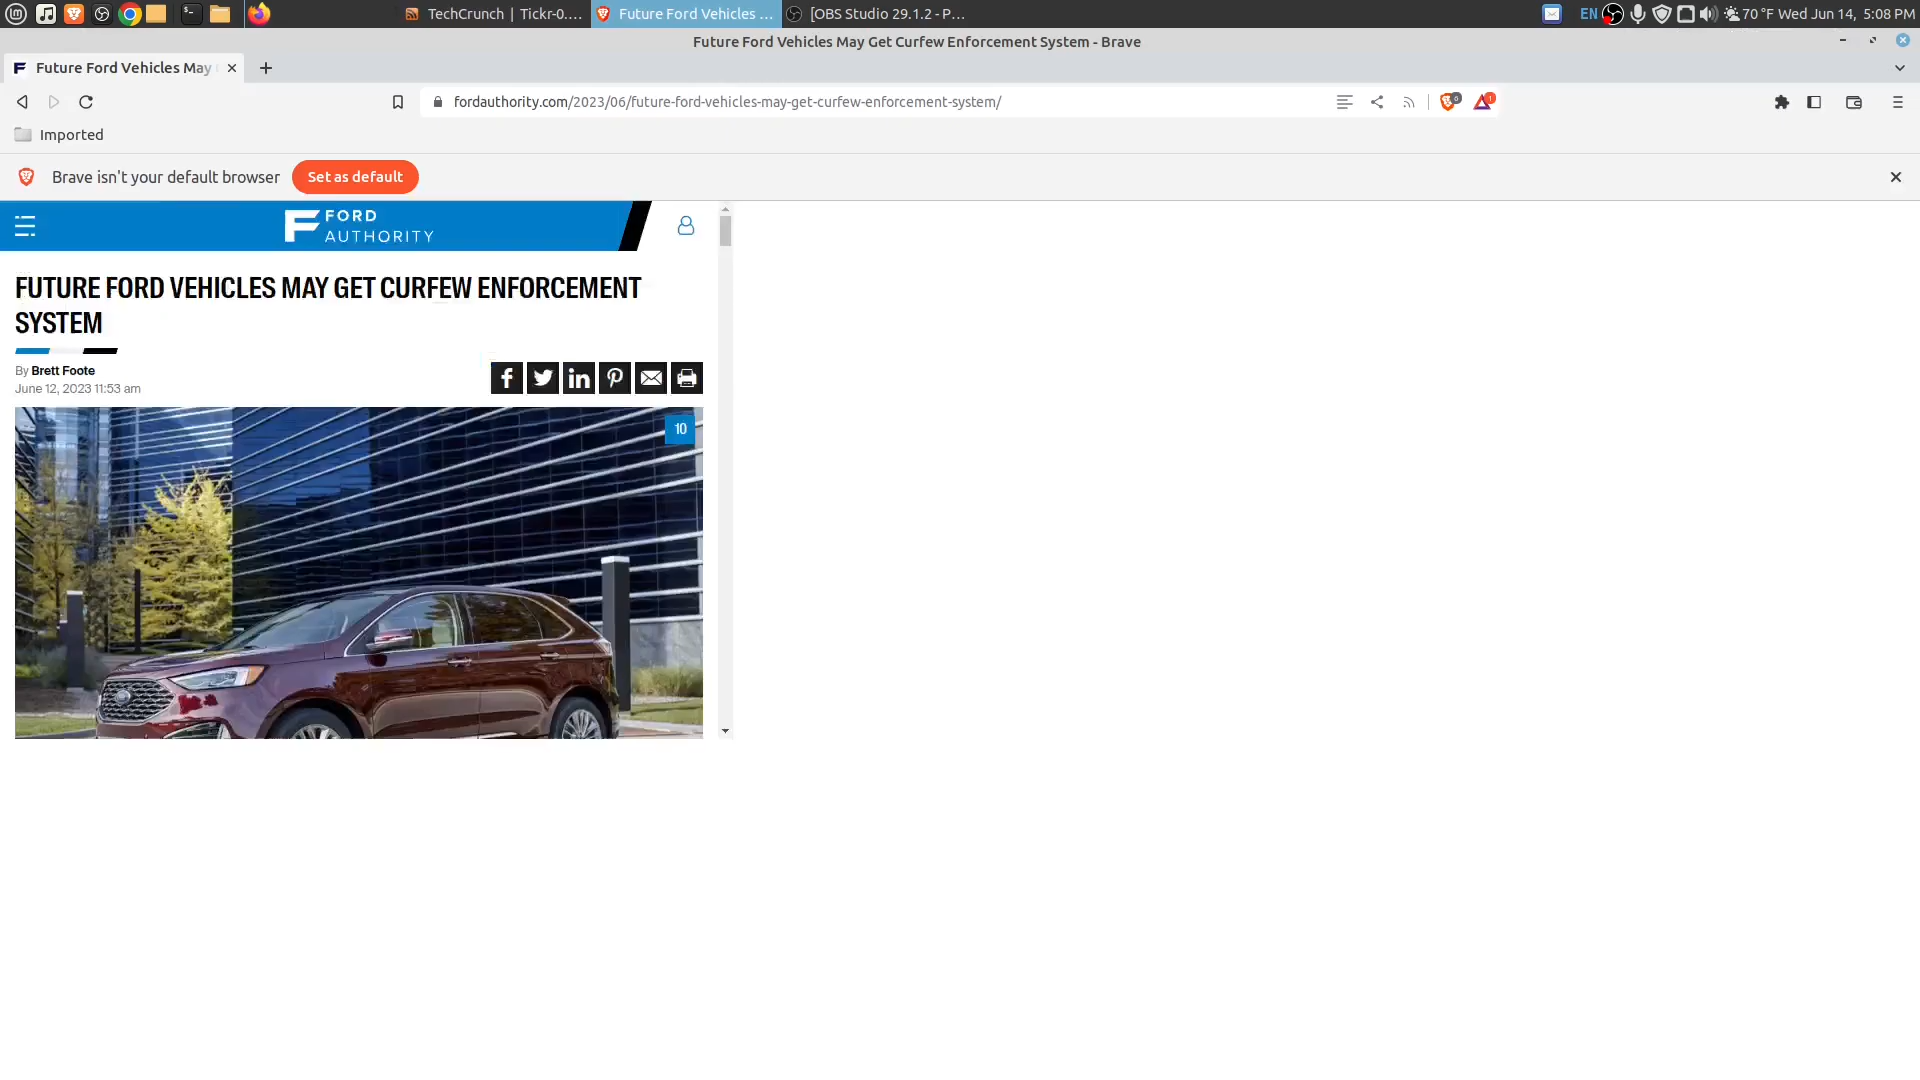 TechCrunch | Tickr-0....
Future Ford Vehicles ...
[OBS Studio 29.1.2 - P...
EN
70 °F Wed Jun 14, 5:08 PM
Future Ford Vehicles May Get Curfew Enforcement System - Brave
Future Ford Vehicles May
fordauthority.com/2023/06/future-ford-vehicles-may-get-curfew-enforcement-system/
6
1
Imported
Brave isn't your default browser
Set as default
FORD
AUTHORITY
FUTURE FORD VEHICLES MAY GET CURFEW ENFORCEMENT
SYSTEM
By Brett Foote
June 12, 2023 11:53 am
10